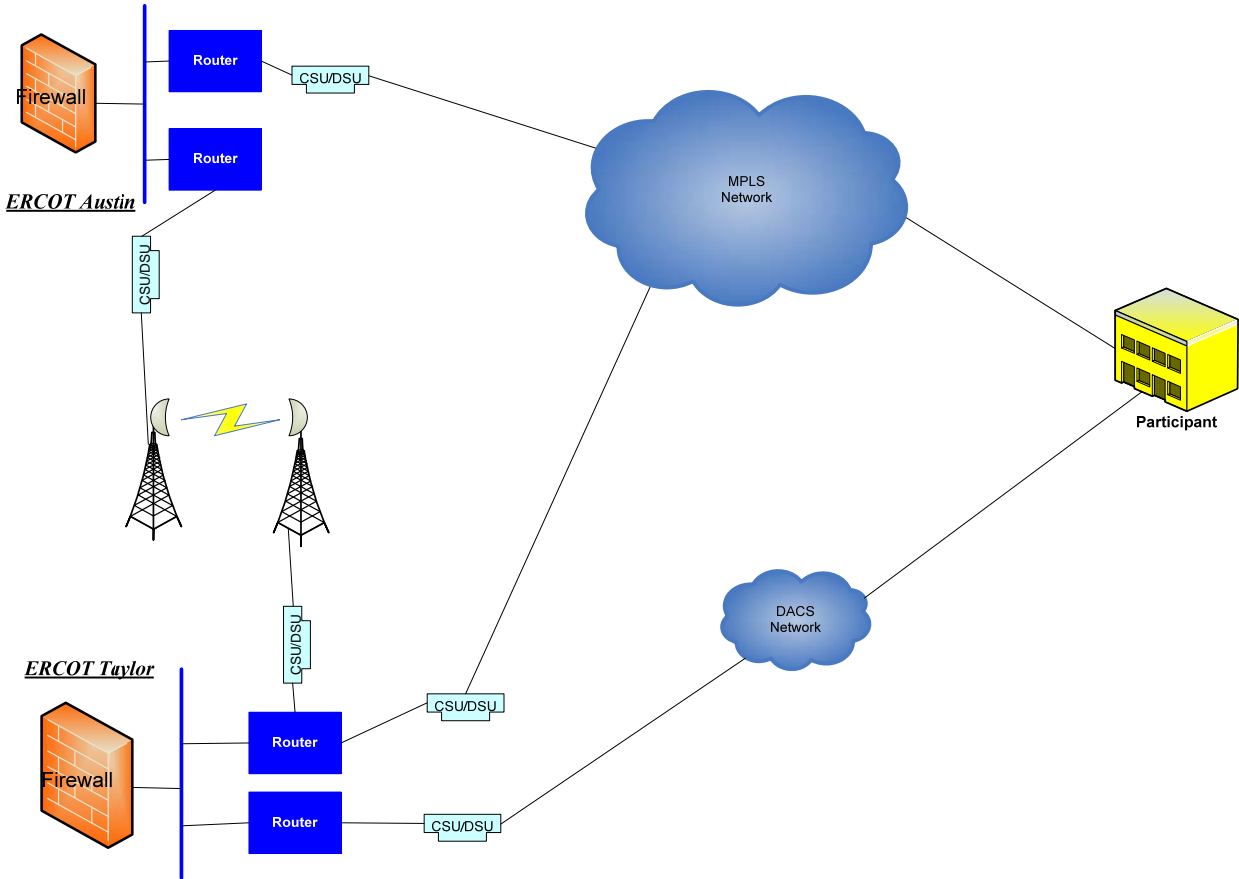 Router
CSU/DSU
Firewall
Router
ERCOT Austin
MPLS
Network
CSU/DSU
Participant
DACS
Network
CSU/DSU
ERCOT Taylor
CSU/DSU
Router
Firewall
Router
CSU/DSU